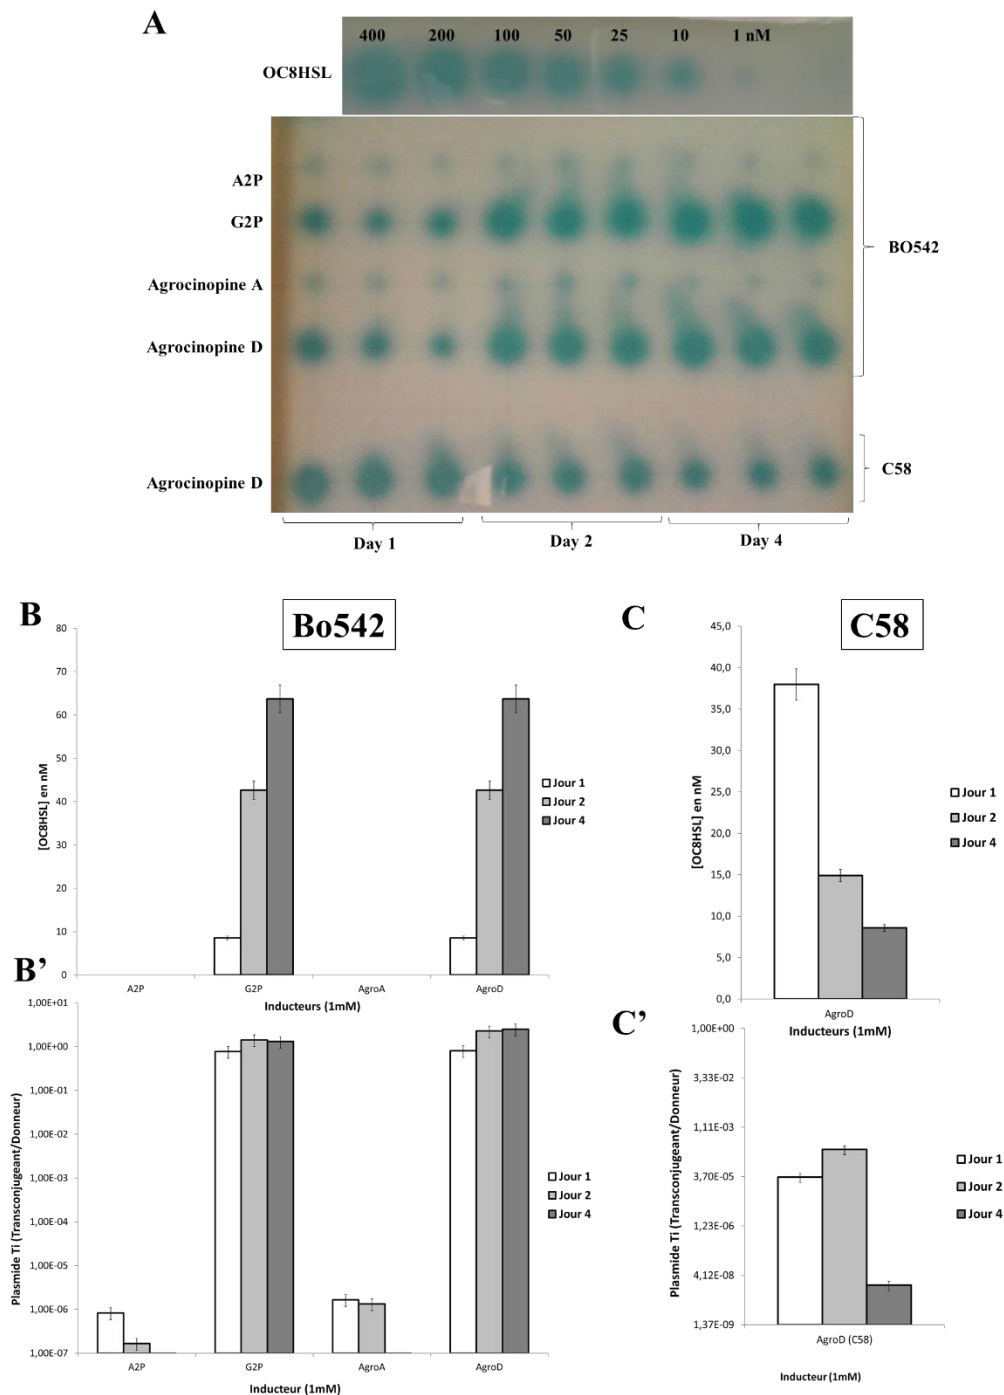 A
400 200 100 50 25 10 1 nM
OC8HSL
A2P
G2P
Agrocinopine A
Agrocinopine D
BO542
Agrocinopine D
C58
Day 1 Day 2 Day 4
B
Bo542
80
70
60
50
40
30
20
10
0
[OC8HSL] en nM
A2P G2P AgroA AgroD
Inducteurs (1mM)
Jour 1
Jour 2
Jour 4
C
C58
45,0
40,0
35,0
30,0
25,0
20,0
15,0
10,0
5,0
0,0
[OC8HSL] en nM
AgroD
Inducteurs (1mM)
Jour 1
Jour 2
Jour 4
B'
1,00E+01
1,00E+00
1,00E-01
1,00E-02
1,00E-03
1,00E-04
1,00E-05
1,00E-06
1,00E-07
Plasmide Ti (Transconjugeant/Donneur)
A2P G2P AgroA AgroD
Inducteur (1mM)
Jour 1
Jour 2
Jour 4
C'
1,00E+00
3,33E-02
1,11E-03
3,70E-05
1,23E-06
4,12E-08
1,37E-09
Plasmide Ti (Transconjugeant/Donneur)
AgroD (C58)
Inducteur (1mM)
Jour 1
Jour 2
Jour 4